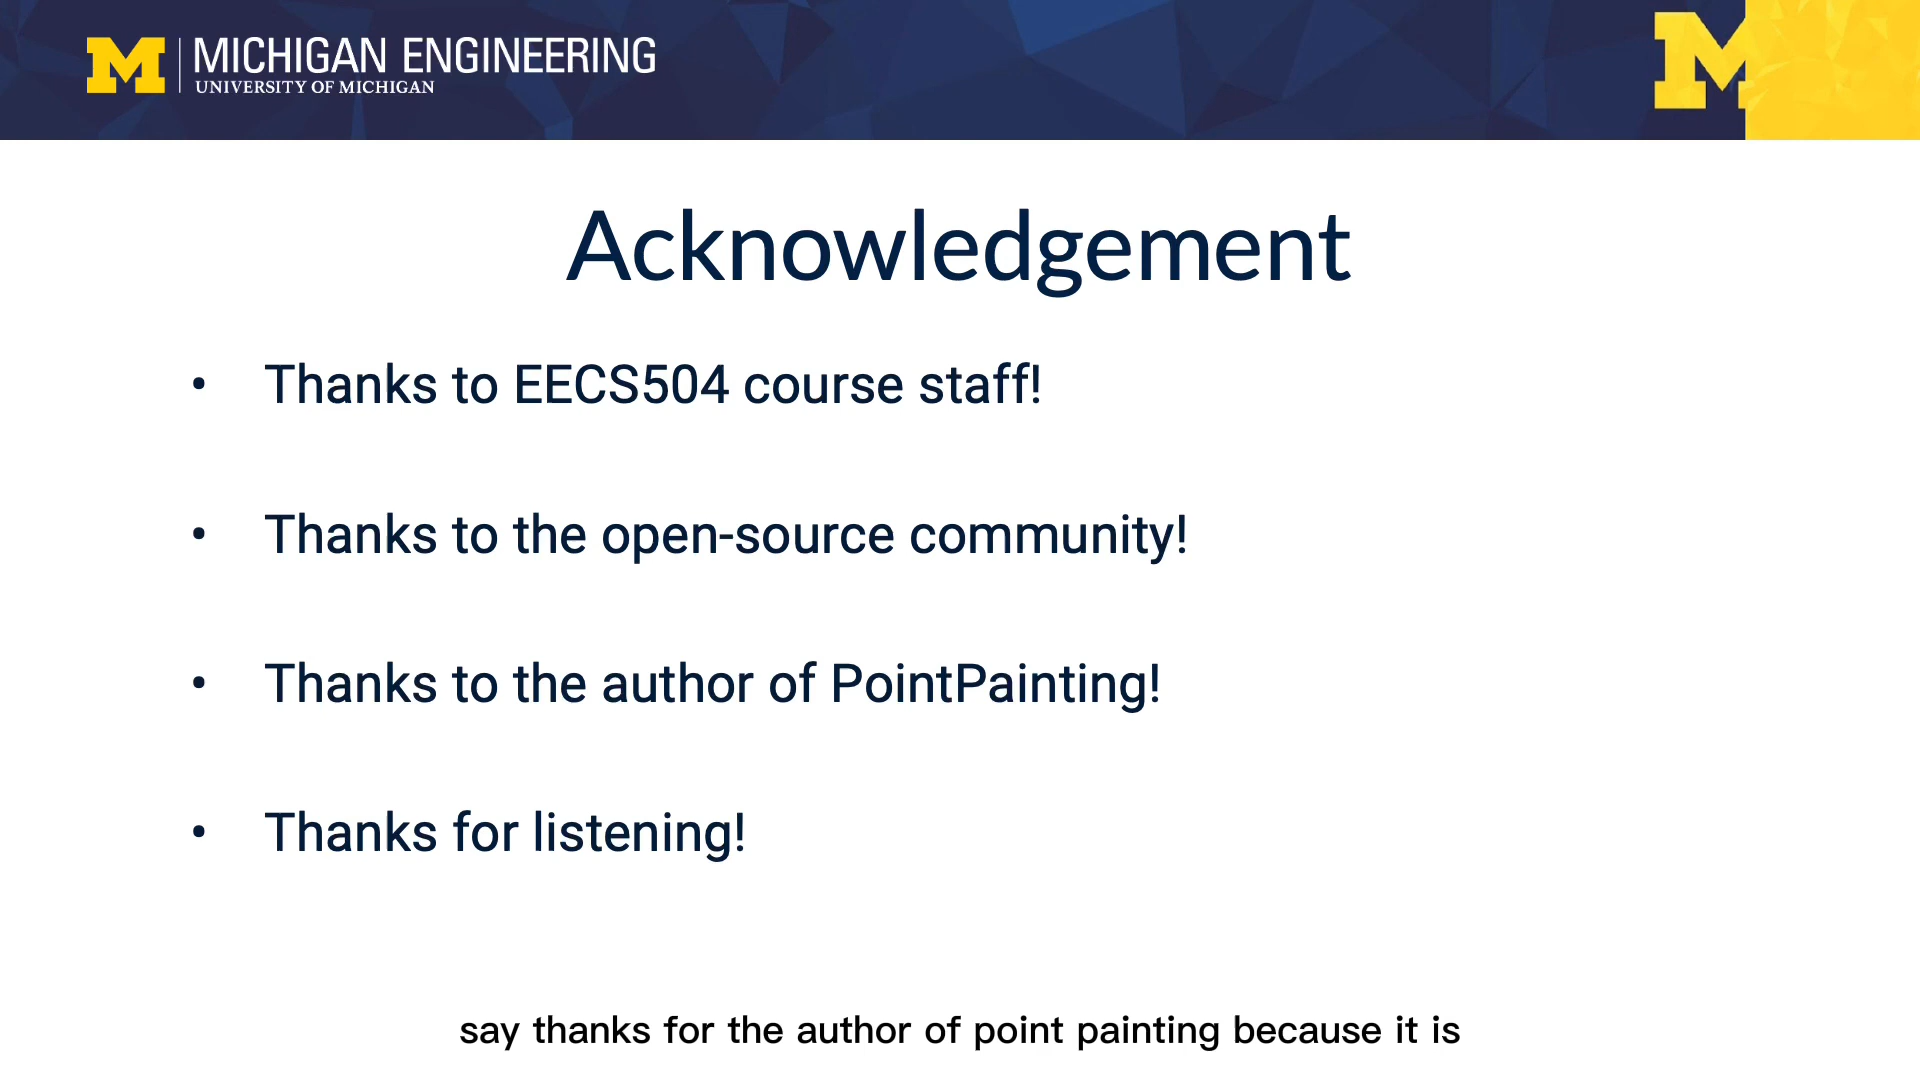 M | MICHIGAN ENGINEERING
UNIVERSITY OF MICHIGAN
M
Acknowledgement
• Thanks to EECS504 course staff!
• Thanks to the open-source community!
• Thanks to the author of PointPainting!
• Thanks for listening!
say thanks for the author of point painting because it is